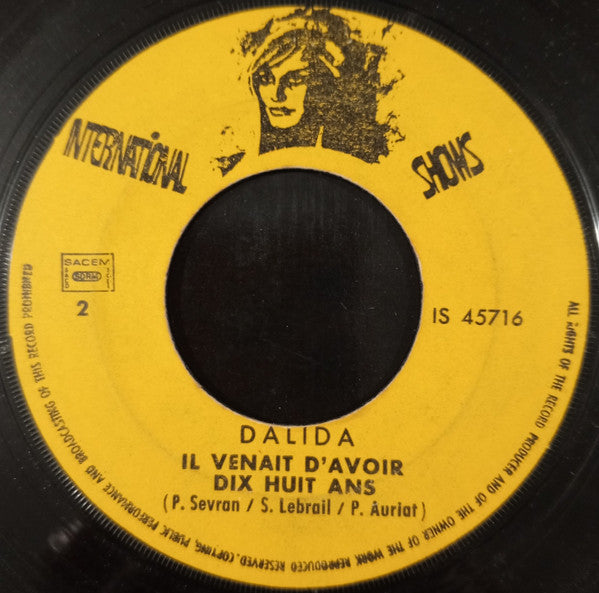 INTERNATIONAL SHOWS
SACEM
2
IS 45716
DALIDA
IL VENAIT D'AVOIR
DIX HUIT ANS
(P. Sevran / S. Lebrail / P. Auriat)
ALL RIGHTS OF THE RECORD PRODUCER AND OF THE OWNER OF THE WORK REPRODUCED RESERVED. COPYING, PUBLIC PERFORMANCE AND BROADCASTING OF THIS RECORD PROHIBITED